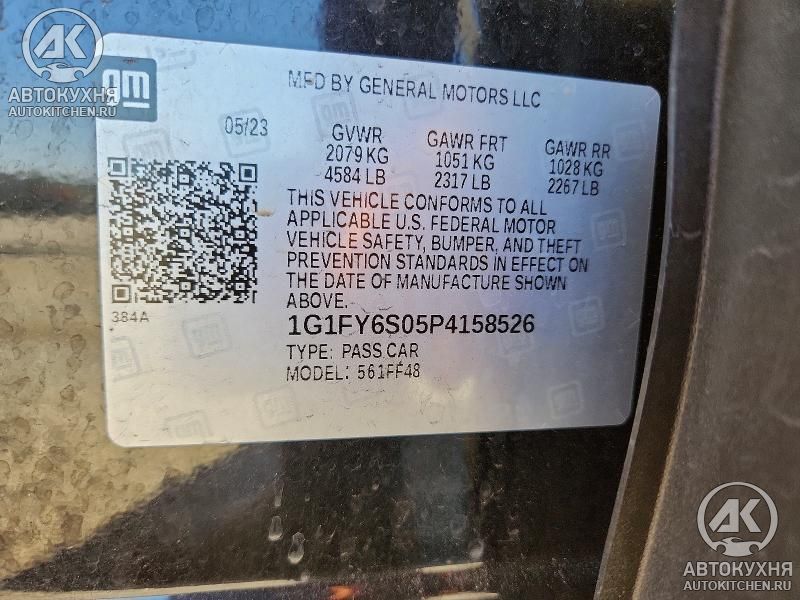 AK
АВТОКУХНЯ
AUTOKITCHEN.RU
gm
MFD BY GENERAL MOTORS LLC
05/23
GVWR GAWR FRT GAWR RR
2079 KG 1051 KG 1028 KG
4584 LB 2317 LB 2267 LB
THIS VEHICLE CONFORMS TO ALL
APPLICABLE U.S. FEDERAL MOTOR
VEHICLE SAFETY, BUMPER, AND THEFT
PREVENTION STANDARDS IN EFFECT ON
THE DATE OF MANUFACTURE SHOWN
ABOVE.
384A
1G1FY6S05P4158526
TYPE: PASS CAR
MODEL: 561FF48
AK
АВТОКУХНЯ
AUTOKITCHEN.RU